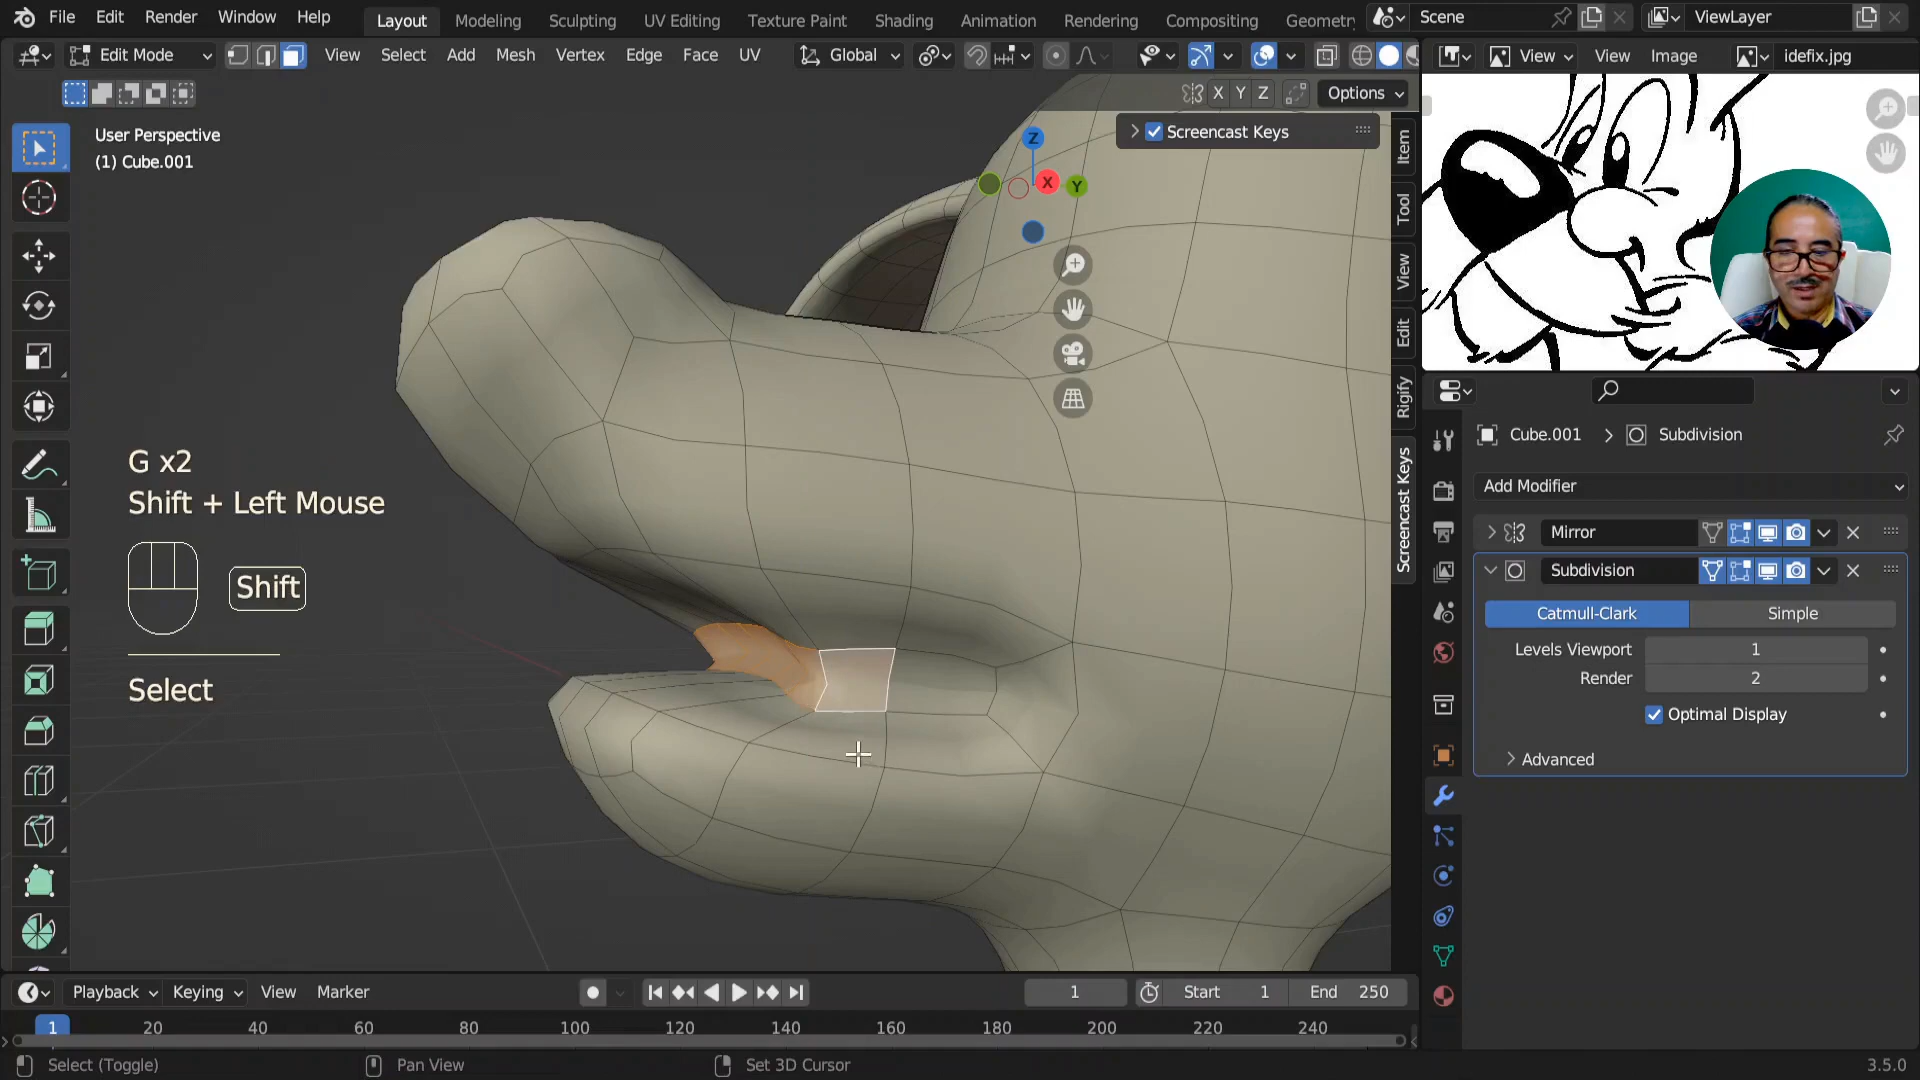 File Edit Render Window Help Layout Modeling Sculpting UV Editing Texture Paint Shading Animation Rendering Compositing Geometr Scene ViewLayer
Edit Mode View Select Add Mesh Vertex Edge Face UV Global View View Image idefix.jpg
X Y Z Options
User Perspective
(1) Cube.001
Screencast Keys
Z
X
Y
Item
Tool
View
Edit
Rigify
Screencast Keys
G x2
Shift + Left Mouse
Shift
Select
Cube.001 > Subdivision
Add Modifier
Mirror
Subdivision
Catmull-Clark Simple
Levels Viewport 1
Render 2
Optimal Display
Advanced
Playback Keying View Marker 1 Start 1 End 250
1 20 40 60 80 100 120 140 160 180 200 220 240
Select (Toggle) Pan View Set 3D Cursor 3.5.0